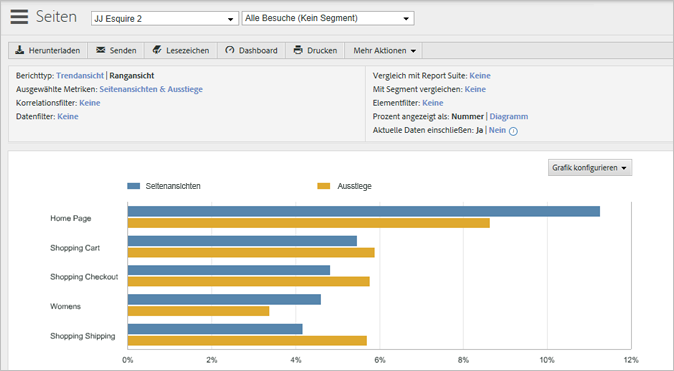 Seiten JJ Esquire 2 Alle Besuche (Kein Segment)
Herunterladen Senden Lesezeichen Dashboard Drucken Mehr Aktionen
Berichttyp: Trendansicht | Rangansicht
Ausgewählte Metriken: Seitenansichten & Ausstiege
Korrelationsfilter: Keine
Datenfilter: Keine
Vergleich mit Report Suite: Keine
Mit Segment vergleichen: Keine
Elementfilter: Keine
Prozent angezeigt als: Nummer | Diagramm
Aktuelle Daten einschließen: Ja | Nein i
Grafik konfigurieren
Seitenansichten Ausstiege
Home Page
Shopping Cart
Shopping Checkout
Womens
Shopping Shipping
0% 2% 4% 6% 8% 10% 12%